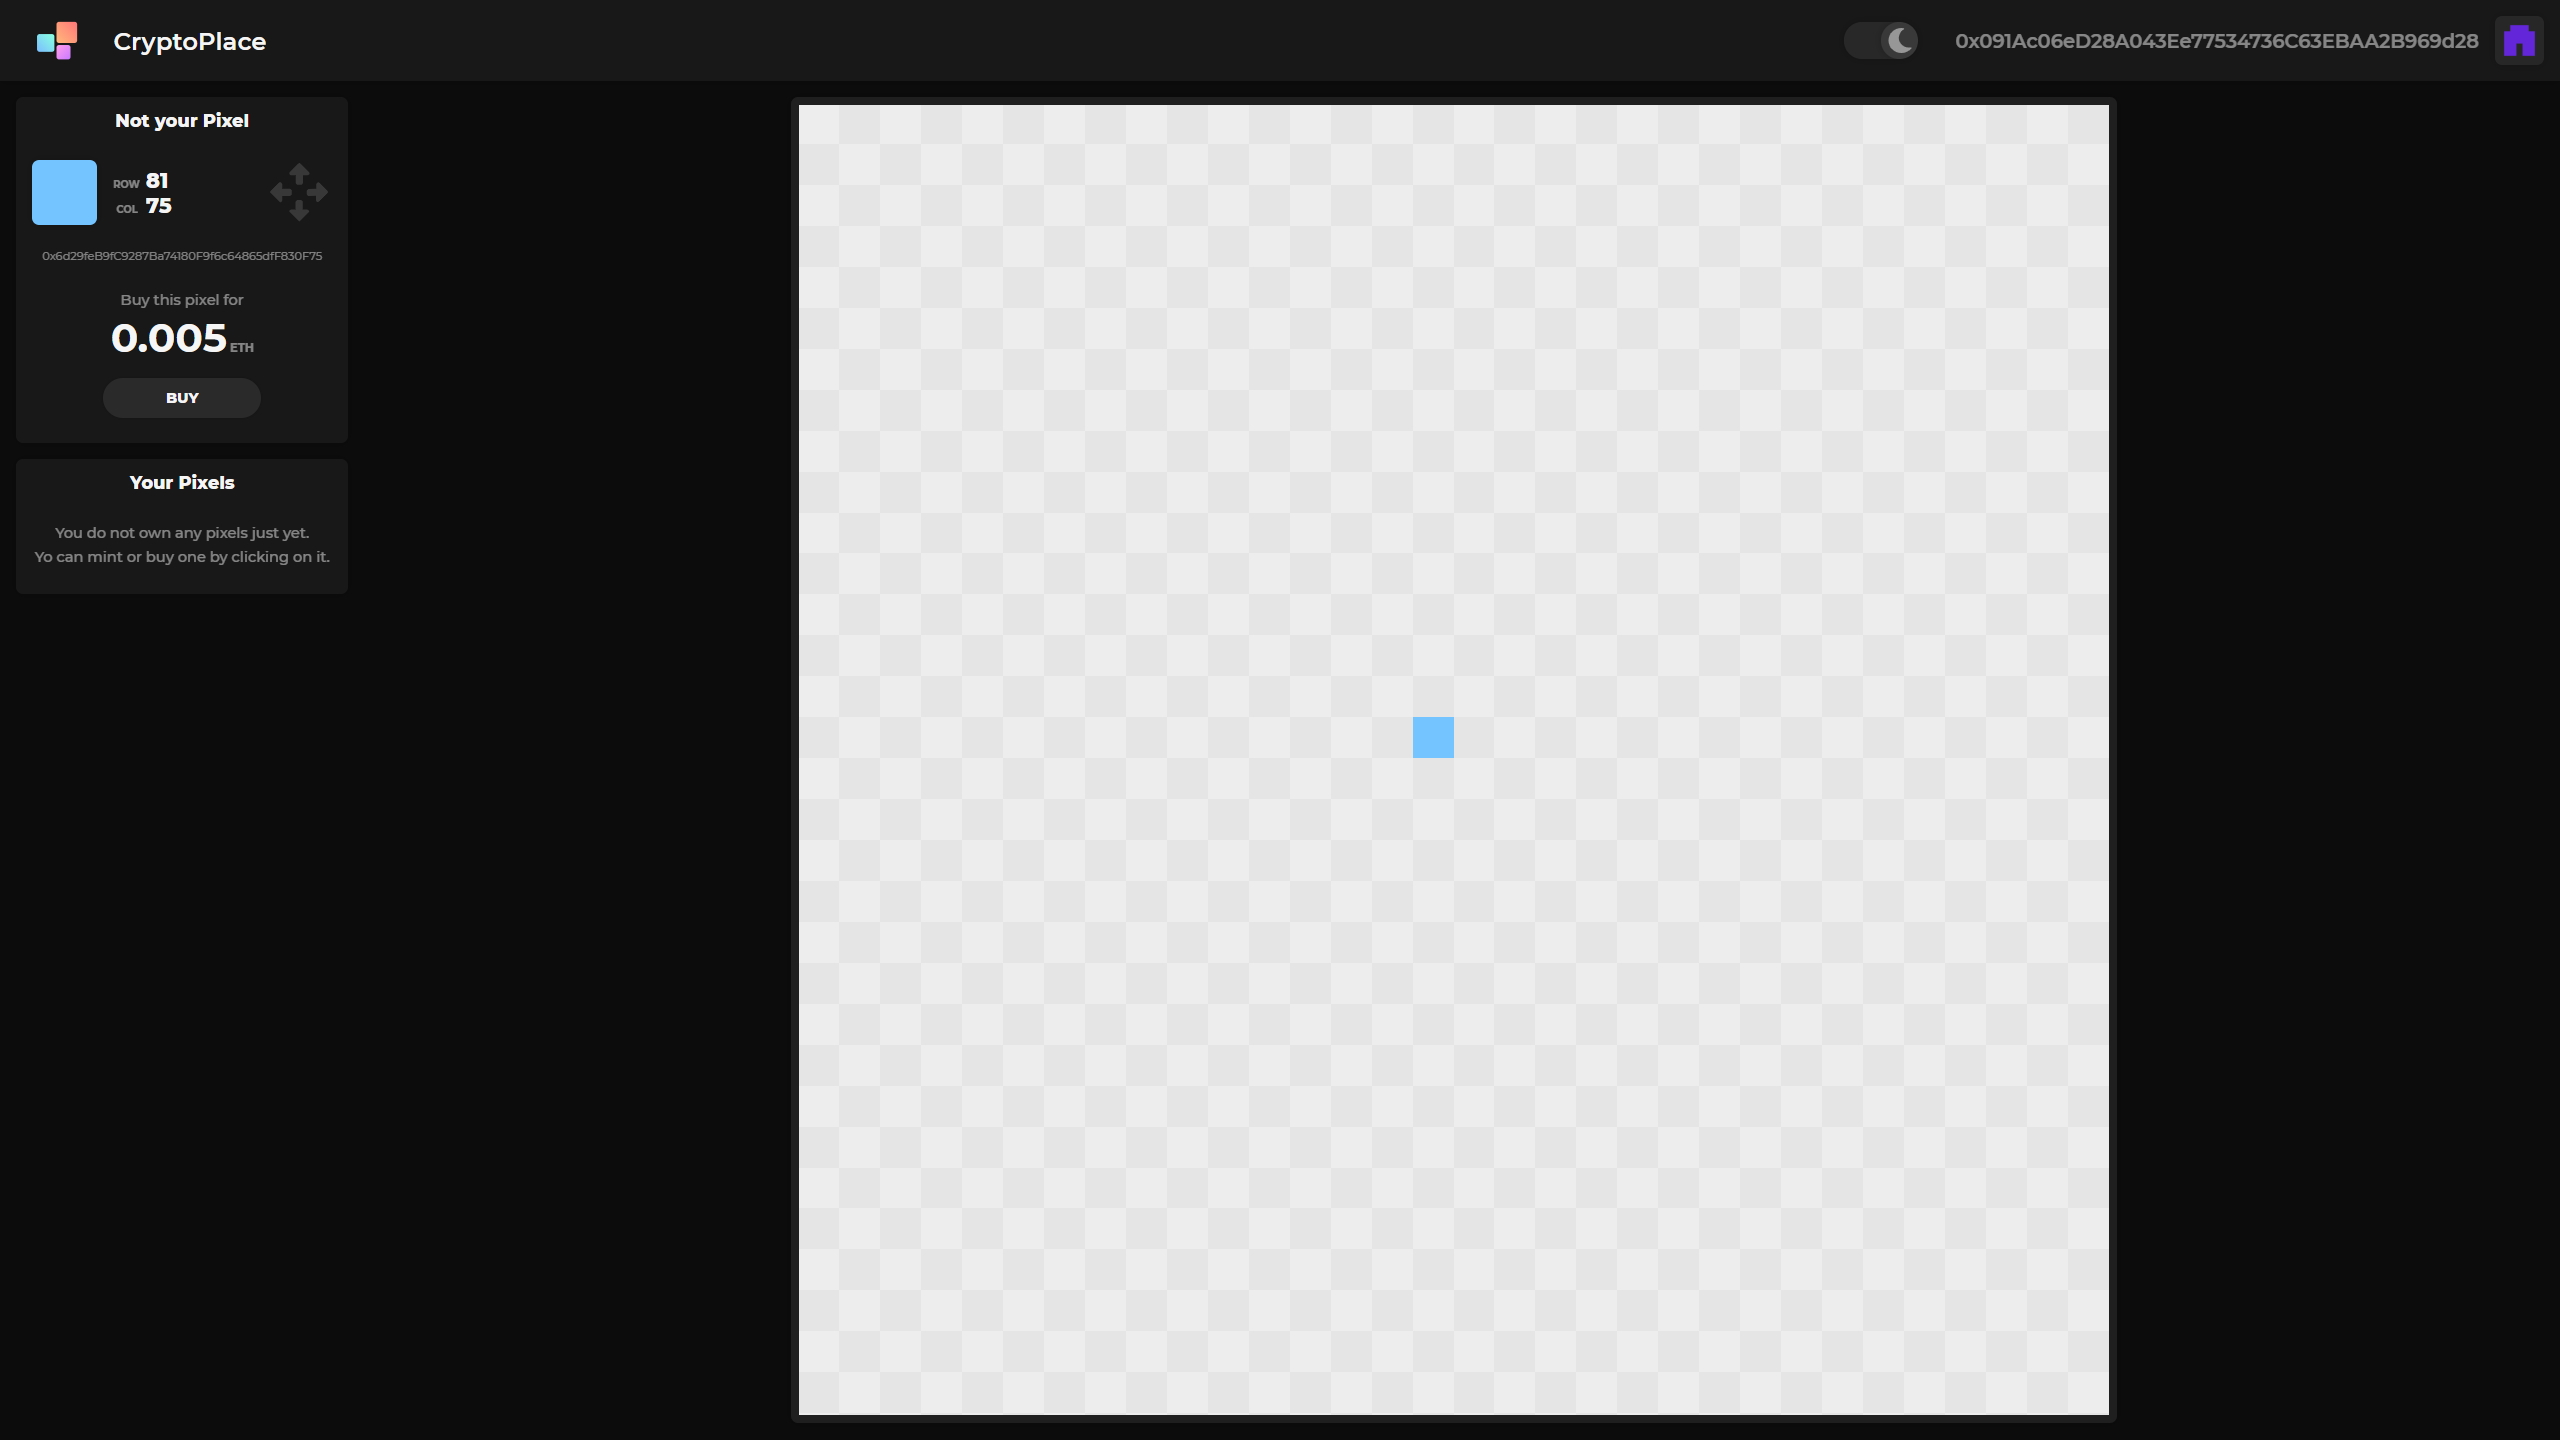 CryptoPlace
0x091Ac06eD28A043Ee77534736C63EBAA2B969d28
Not your Pixel
ROW 81
COL 75
0x6d29feB9fC9287Ba74180F9f6c64865dfF830F75
Buy this pixel for
0.005 ETH
BUY
Your Pixels
You do not own any pixels just yet.
Yo can mint or buy one by clicking on it.